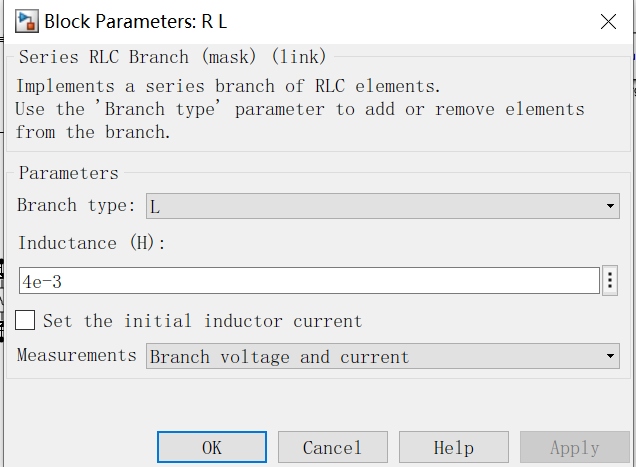 Block Parameters: R L
Series RLC Branch (mask) (link)
Implements a series branch of RLC elements.
Use the 'Branch type' parameter to add or remove elements
from the branch.
Parameters
Branch type: L
Inductance (H):
4e-3
Set the initial inductor current
Measurements Branch voltage and current
OK Cancel Help Apply